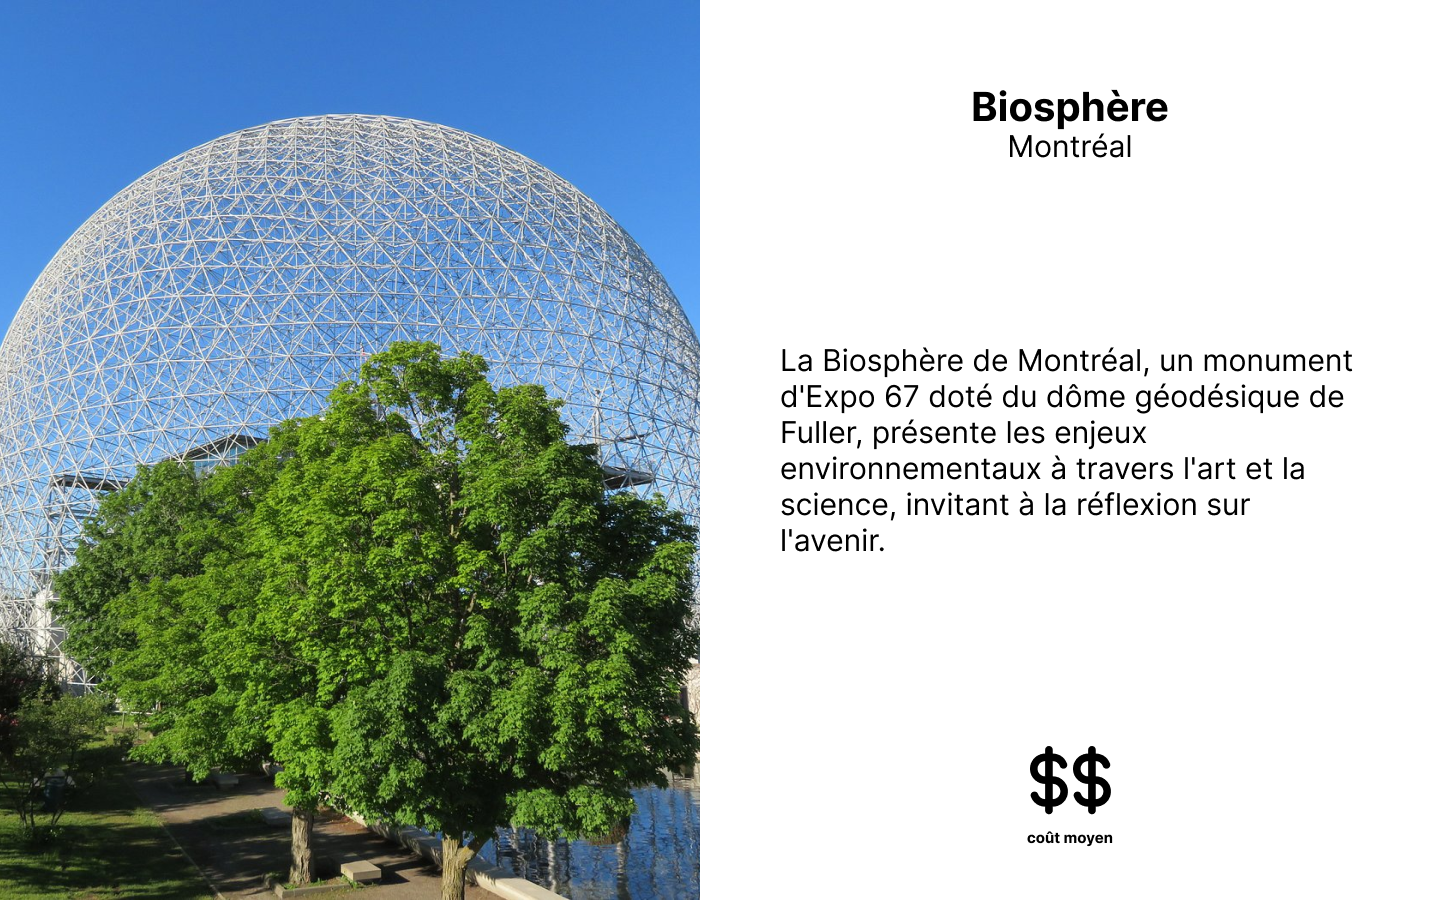 Biosphère
Montréal
La Biosphère de Montréal, un monument
d'Expo 67 doté du dôme géodésique de
Fuller, présente les enjeux
environnementaux à travers l'art et la
science, invitant à la réflexion sur
l'avenir.
$$
coût moyen